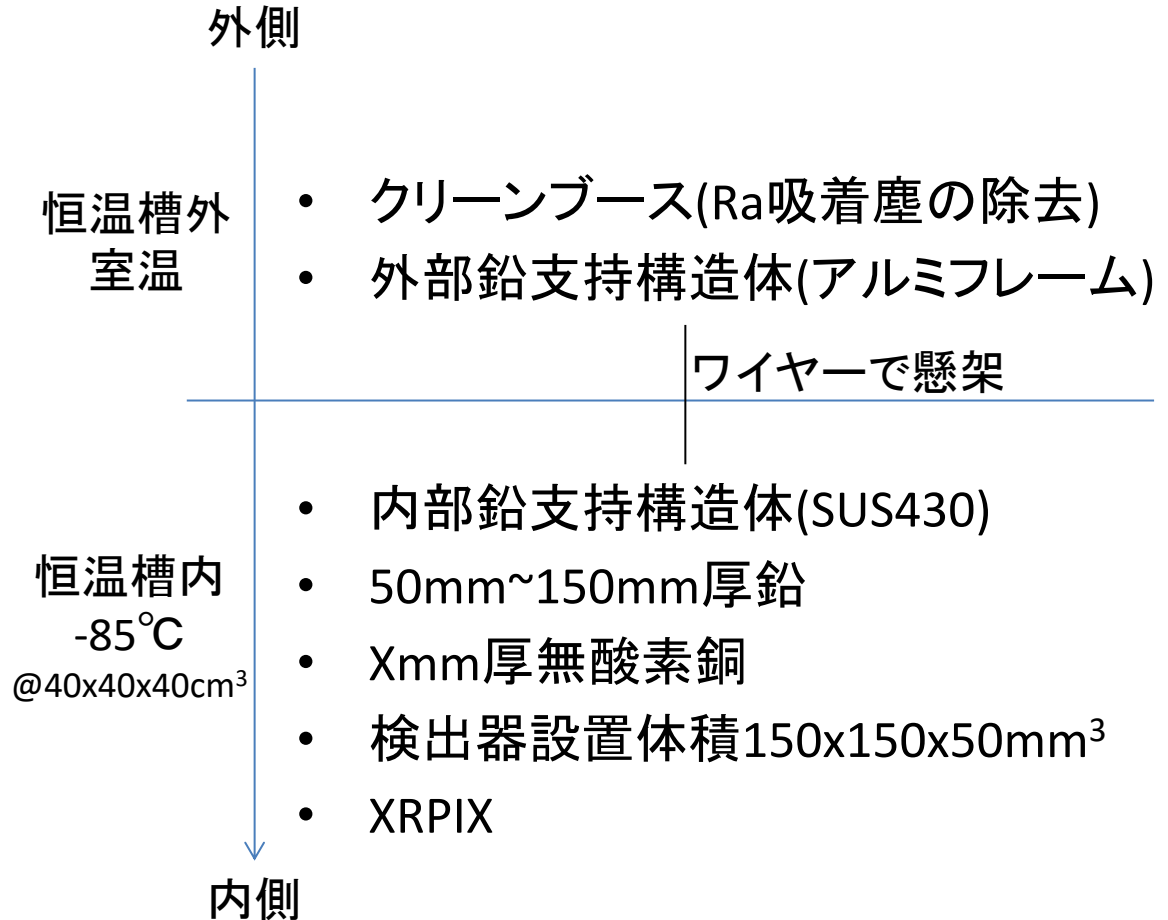 外側
恒温槽外
室温
• クリーンブース(Ra吸着塵の除去)
• 外部鉛支持構造体(アルミフレーム)
ワイヤーで懸架
恒温槽内
-85℃
@40x40x40cm³
• 内部鉛支持構造体(SUS430)
• 50mm~150mm厚鉛
• Xmm厚無酸素銅
• 検出器設置体積150x150x50mm³
• XRPIX
内側